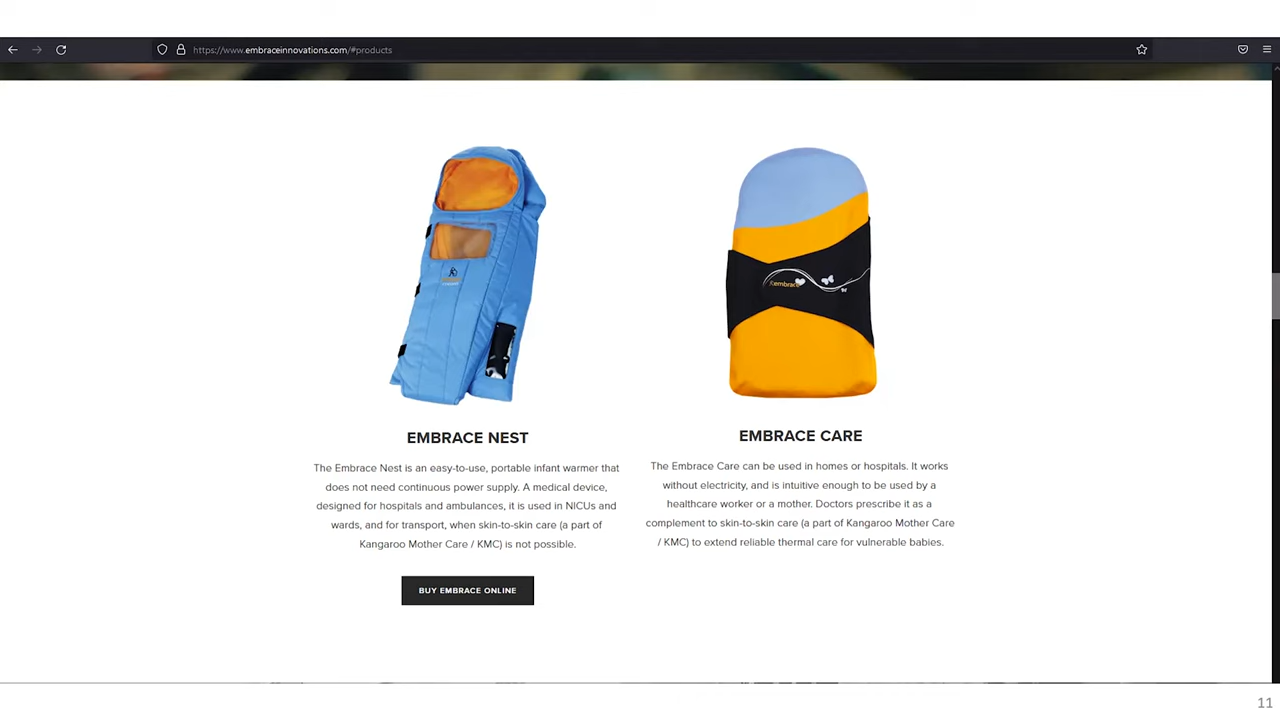 https://www.embraceinnovations.com/#products
embrace
EMBRACE NEST
The Embrace Nest is an easy-to-use, portable infant warmer that
does not need continuous power supply. A medical device,
designed for hospitals and ambulances, it is used in NICUs and
wards, and for transport, when skin-to-skin care (a part of
Kangaroo Mother Care / KMC) is not possible.
BUY EMBRACE ONLINE
EMBRACE CARE
The Embrace Care can be used in homes or hospitals. It works
without electricity, and is intuitive enough to be used by a
healthcare worker or a mother. Doctors prescribe it as a
complement to skin-to-skin care (a part of Kangaroo Mother Care
/ KMC) to extend reliable thermal care for vulnerable babies.
11